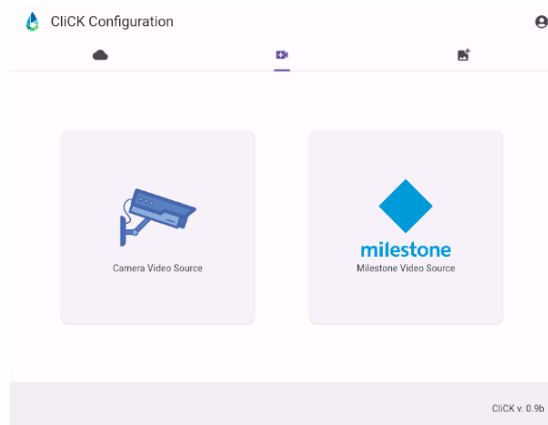 CliCK Configuration
milestone
Camera Video Source
Milestone Video Source
CliCK v. 0.9b